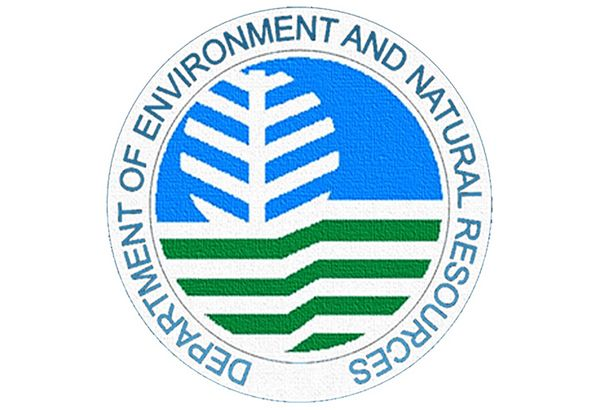 DEPARTMENT OF ENVIRONMENT AND NATURAL RESOURCES